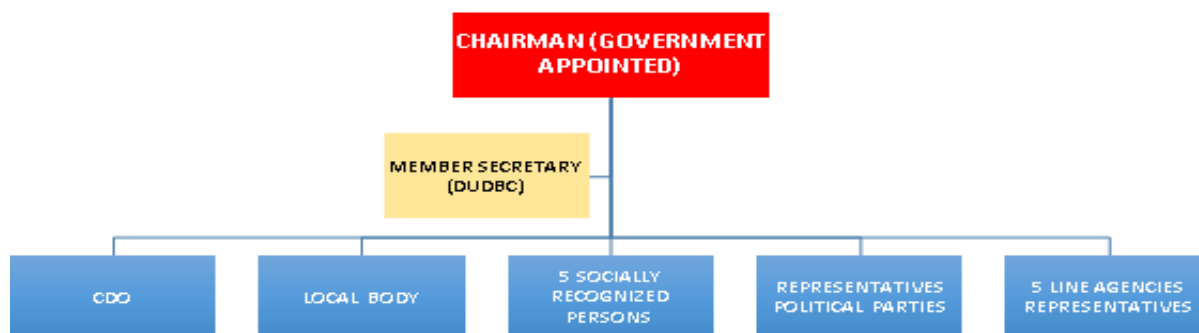 CHAIRMAN (GOVERNMENT
APPOINTED)
MEMBER SECRETARY
(DUDBC)
CDO
LOCAL BODY
5 SOCIALLY
RECOGNIZED
PERSONS
REPRESENTATIVES
POLITICAL PARTIES
5 LINE AGENCIES
REPRESENTATIVES